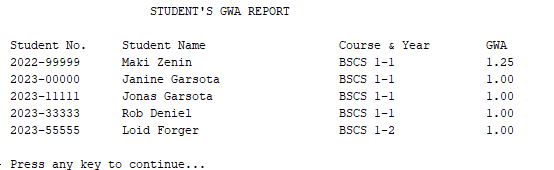 STUDENT'S GWA REPORT
Student No. Student Name Course & Year GWA
2022-99999 Maki Zenin BSCS 1-1 1.25
2023-00000 Janine Garsota BSCS 1-1 1.00
2023-11111 Jonas Garsota BSCS 1-1 1.00
2023-33333 Rob Deniel BSCS 1-1 1.00
2023-55555 Loid Forger BSCS 1-2 1.00
Press any key to continue...